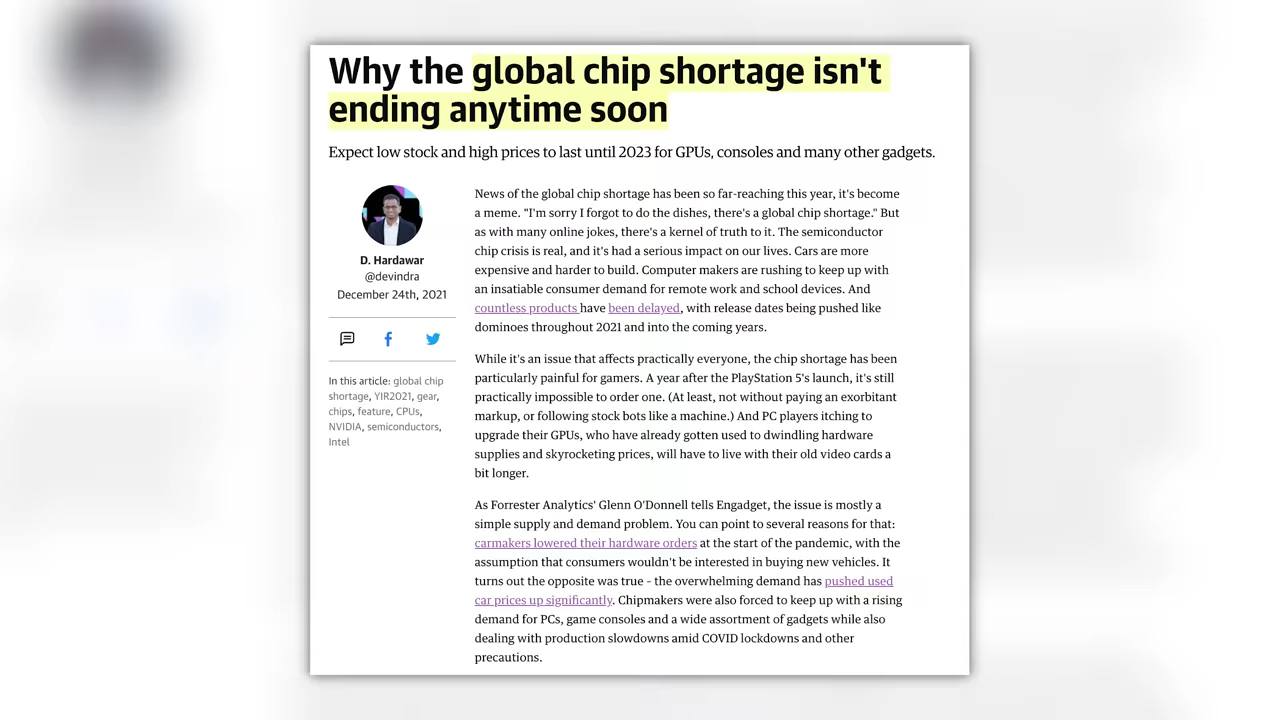 Why the global chip shortage isn't
ending anytime soon
Expect low stock and high prices to last until 2023 for GPUs, consoles and many other gadgets.
D. Hardawar
@devindra
December 24th, 2021
In this article: global chip
shortage, YIR2021, gear,
chips, feature, CPUs,
NVIDIA, semiconductors,
Intel
News of the global chip shortage has been so far-reaching this year, it's become
a meme. "I'm sorry I forgot to do the dishes, there's a global chip shortage." But
as with many online jokes, there's a kernel of truth to it. The semiconductor
chip crisis is real, and it's had a serious impact on our lives. Cars are more
expensive and harder to build. Computer makers are rushing to keep up with
an insatiable consumer demand for remote work and school devices. And
countless products have been delayed, with release dates being pushed like
dominoes throughout 2021 and into the coming years.
While it's an issue that affects practically everyone, the chip shortage has been
particularly painful for gamers. A year after the PlayStation 5's launch, it's still
practically impossible to order one. (At least, not without paying an exorbitant
markup, or following stock bots like a machine.) And PC players itching to
upgrade their GPUs, who have already gotten used to dwindling hardware
supplies and skyrocketing prices, will have to live with their old video cards a
bit longer.
As Forrester Analytics' Glenn O'Donnell tells Engadget, the issue is mostly a
simple supply and demand problem. You can point to several reasons for that:
carmakers lowered their hardware orders at the start of the pandemic, with the
assumption that consumers wouldn't be interested in buying new vehicles. It
turns out the opposite was true – the overwhelming demand has pushed used
car prices up significantly. Chipmakers were also forced to keep up with a rising
demand for PCs, game consoles and a wide assortment of gadgets while also
dealing with production slowdowns amid COVID lockdowns and other
precautions.